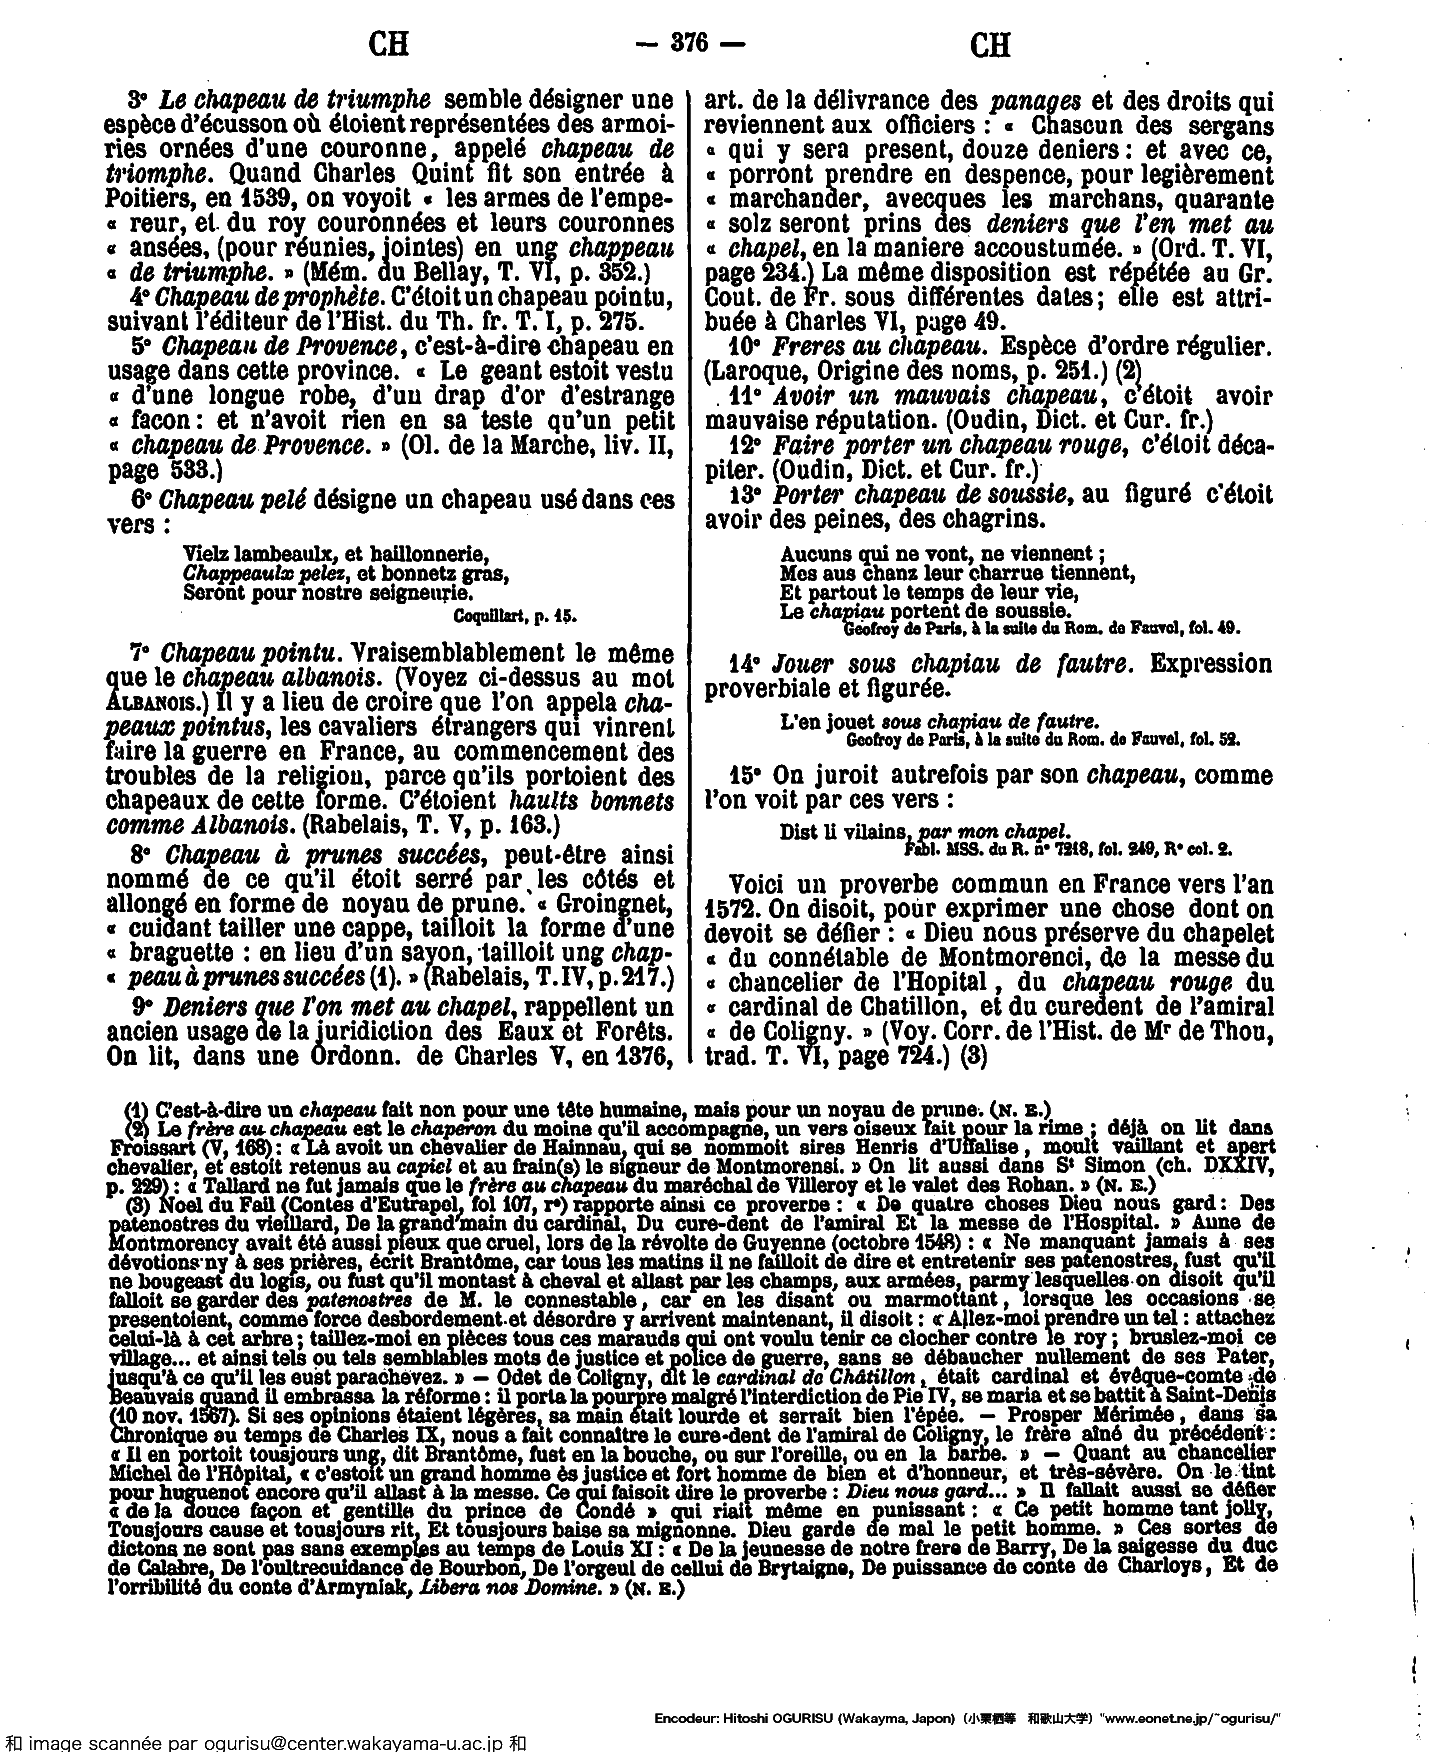 CH
— 376 —
CH
3° Le chapeau de triumphe semble désigner une
espèce d'écusson où étoient représentées des armoi-
ries ornées d'une couronne, appelé chapeau de
triomphe. Quand Charles Quint fit son entrée à
Poitiers, en 1539, on voyoit « les armes de l'empe-
« reur, et du roy couronnées et leurs couronnes
« ansées, (pour réunies, jointes) en ung chappeau
« de triumphe. » (Mém. du Bellay, T. VI, p. 352.)
4° Chapeau de prophète. C'étoit un chapeau pointu,
suivant l'éditeur de l'Hist. du Th. fr. T. I, p. 275.
5° Chapeau de Provence, c'est-à-dire chapeau en
usage dans cette province. « Le geant estoit vestu
« d'une longue robe, d'un drap d'or d'estrange
« facon : et n'avoit rien en sa teste qu'un petit
« chapeau de Provence. » (Ol. de la Marche, liv. II,
page 533.)
6° Chapeau pelé désigne un chapeau usé dans ces
vers :
Vielz lambeaulx, et haillonnerie,
Chappeaulx pelez, et bonnetz gras,
Seront pour nostre seigneurie.
Coquillart, p. 15.
7° Chapeau pointu. Vraisemblablement le même
que le chapeau albanois. (Voyez ci-dessus au mot
ALBANOIS.) Il y a lieu de croire que l'on appela cha-
peaux pointus, les cavaliers étrangers qui vinrent
faire la guerre en France, au commencement des
troubles de la religion, parce qu'ils portoient des
chapeaux de cette forme. C'étoient haults bonnets
comme Albanois. (Rabelais, T. V, p. 163.)
8° Chapeau à prunes succées, peut-être ainsi
nommé de ce qu'il étoit serré par les côtés et
allongé en forme de noyau de prune. « Groingnet,
« cuidant tailler une cappe, tailloit la forme d'une
« braguette : en lieu d'un sayon, tailloit ung chap-
« peau à prunes succées (1). » (Rabelais, T. IV, p. 217.)
9° Deniers que l'on met au chapel, rappellent un
ancien usage de la juridiction des Eaux et Forêts.
On lit, dans une Ordonn. de Charles V, en 1376,
art. de la délivrance des panages et des droits qui
reviennent aux officiers : « Chascun des sergans
« qui y sera present, douze deniers : et avec ce,
« porront prendre en despence, pour legièrement
« marchander, avecques les marchans, quarante
« solz seront prins des deniers que l'en met au
« chapel, en la maniere accoustumée. » (Ord. T. VI,
page 234.) La même disposition est répétée au Gr.
Cout. de Fr. sous différentes dates ; elle est attri-
buée à Charles VI, page 49.
10° Freres au chapeau. Espèce d'ordre régulier.
(Laroque, Origine des noms, p. 251.) (2)
11° Avoir un mauvais chapeau, c'étoit avoir
mauvaise réputation. (Oudin, Dict. et Cur. fr.)
12° Faire porter un chapeau rouge, c'étoit déca-
piter. (Oudin, Dict. et Cur. fr.)
13° Porter chapeau de soussie, au figuré c'étoit
avoir des peines, des chagrins.
Aucuns qui ne vont, ne viennent ;
Mes aus chanz leur charrue tiennent,
Et partout le temps de leur vie,
Le chapiau portent de soussie.
Geofroy de Paris, à la suite du Rom. de Fauvel, fol. 49.
14° Jouer sous chapiau de fautre. Expression
proverbiale et figurée.
L'en jouet sous chapiau de fautre.
Geofroy de Paris, à la suite du Rom. de Fauvel, fol. 52.
15° On juroit autrefois par son chapeau, comme
l'on voit par ces vers :
Dist li vilains, par mon chapel.
Fabl. MSS. du R. n° 7218, fol. 249, R° col. 2.
Voici un proverbe commun en France vers l'an
1572. On disoit, pour exprimer une chose dont on
devoit se défier : « Dieu nous préserve du chapelet
« du connétable de Montmorenci, de la messe du
« chancelier de l'Hopital, du chapeau rouge du
« cardinal de Chatillon, et du curedent de l'amiral
« de Coligny. » (Voy. Corr. de l'Hist. de Mr de Thou,
trad. T. VI, page 724.) (3)
(1) C'est-à-dire un chapeau fait non pour une tête humaine, mais pour un noyau de prune. (N. E.)
(2) Le frère au chapeau est le chaperon du moine qu'il accompagne, un vers oiseux fait pour la rime ; déjà on lit dans
Froissart (V, 168) : « Là avoit un chevalier de Hainnau, qui se nommoit sires Henris d'Uffalise, moult vaillant et apert
chevalier, et estoit retenus au capiel et au frain(s) le signeur de Montmorensi. » On lit aussi dans St Simon (ch. DXXIV,
p. 229) : « Tallard ne fut jamais que le frère au chapeau du maréchal de Villeroy et le valet des Rohan. » (N. E.)
(3) Noel du Fail (Contes d'Eutrapel, fol 107, r°) rapporte ainsi ce proverbe : « De quatre choses Dieu nous gard : Des
patenostres du vieillard, De la grand'main du cardinal, Du cure-dent de l'amiral Et la messe de l'Hospital. » Anne de
Montmorency avait été aussi pieux que cruel, lors de la révolte de Guyenne (octobre 1548) : « Ne manquant jamais à ses
dévotions ny à ses prières, écrit Brantôme, car tous les matins il ne failloit de dire et entretenir ses patenostres, fust qu'il
ne bougeast du logis, ou fust qu'il montast à cheval et allast par les champs, aux armées, parmy lesquelles on disoit qu'il
falloit se garder des patenostres de M. le connestable, car en les disant ou marmottant, lorsque les occasions se
presentoient, comme force desbordement et désordre y arrivent maintenant, il disoit : « Allez-moi prendre un tel : attachez
celui-là à cet arbre ; taillez-moi en pièces tous ces marauds qui ont voulu tenir ce clocher contre le roy ; bruslez-moi ce
village... et ainsi tels ou tels semblables mots de justice et police de guerre, sans se débaucher nullement de ses Pater,
jusqu'à ce qu'il les eust parachevez. » — Odet de Coligny, dit le cardinal de Châtillon, était cardinal et évêque-comte de
Beauvais quand il embrassa la réforme : il porta la pourpre malgré l'interdiction de Pie IV, se maria et se battit à Saint-Denis
(10 nov. 1567). Si ses opinions étaient légères, sa main était lourde et serrait bien l'épée. — Prosper Mérimée, dans sa
Chronique au temps de Charles IX, nous a fait connaître le cure-dent de l'amiral de Coligny, le frère aîné du précédent :
« Il en portoit tousjours ung, dit Brantôme, fust en la bouche, ou sur l'oreille, ou en la barbe. » — Quant au chancelier
Michel de l'Hôpital, « c'estoit un grand homme ès justice et fort homme de bien et d'honneur, et très-sévère. On le tint
pour huguenot encore qu'il allast à la messe. Ce qui faisoit dire le proverbe : Dieu nous gard... » Il fallait aussi se défier
« de la douce façon et gentille du prince de Condé » qui riait même en punissant : « Ce petit homme tant jolly,
Tousjours cause et tousjours rit, Et tousjours baise sa mignonne. Dieu garde de mal le petit homme. » Ces sortes de
dictons ne sont pas sans exemples au temps de Louis XI : « De la jeunesse de notre frere de Barry, De la saigesse du duc
de Calabre, De l'oultrecuidance de Bourbon, De l'orgeul de cellui de Brytaigne, De puissance de conte de Charloys, Et de
l'orribilité du conte d'Armyniak, Libera nos Domine. » (N. E.)
Encodeur: Hitoshi OGURISU (Wakayma, Japon) (小栗栖等 和歌山大学) "www.eonet.ne.jp/~ogurisu/"
和 image scannée par ogurisu@center.wakayama-u.ac.jp 和